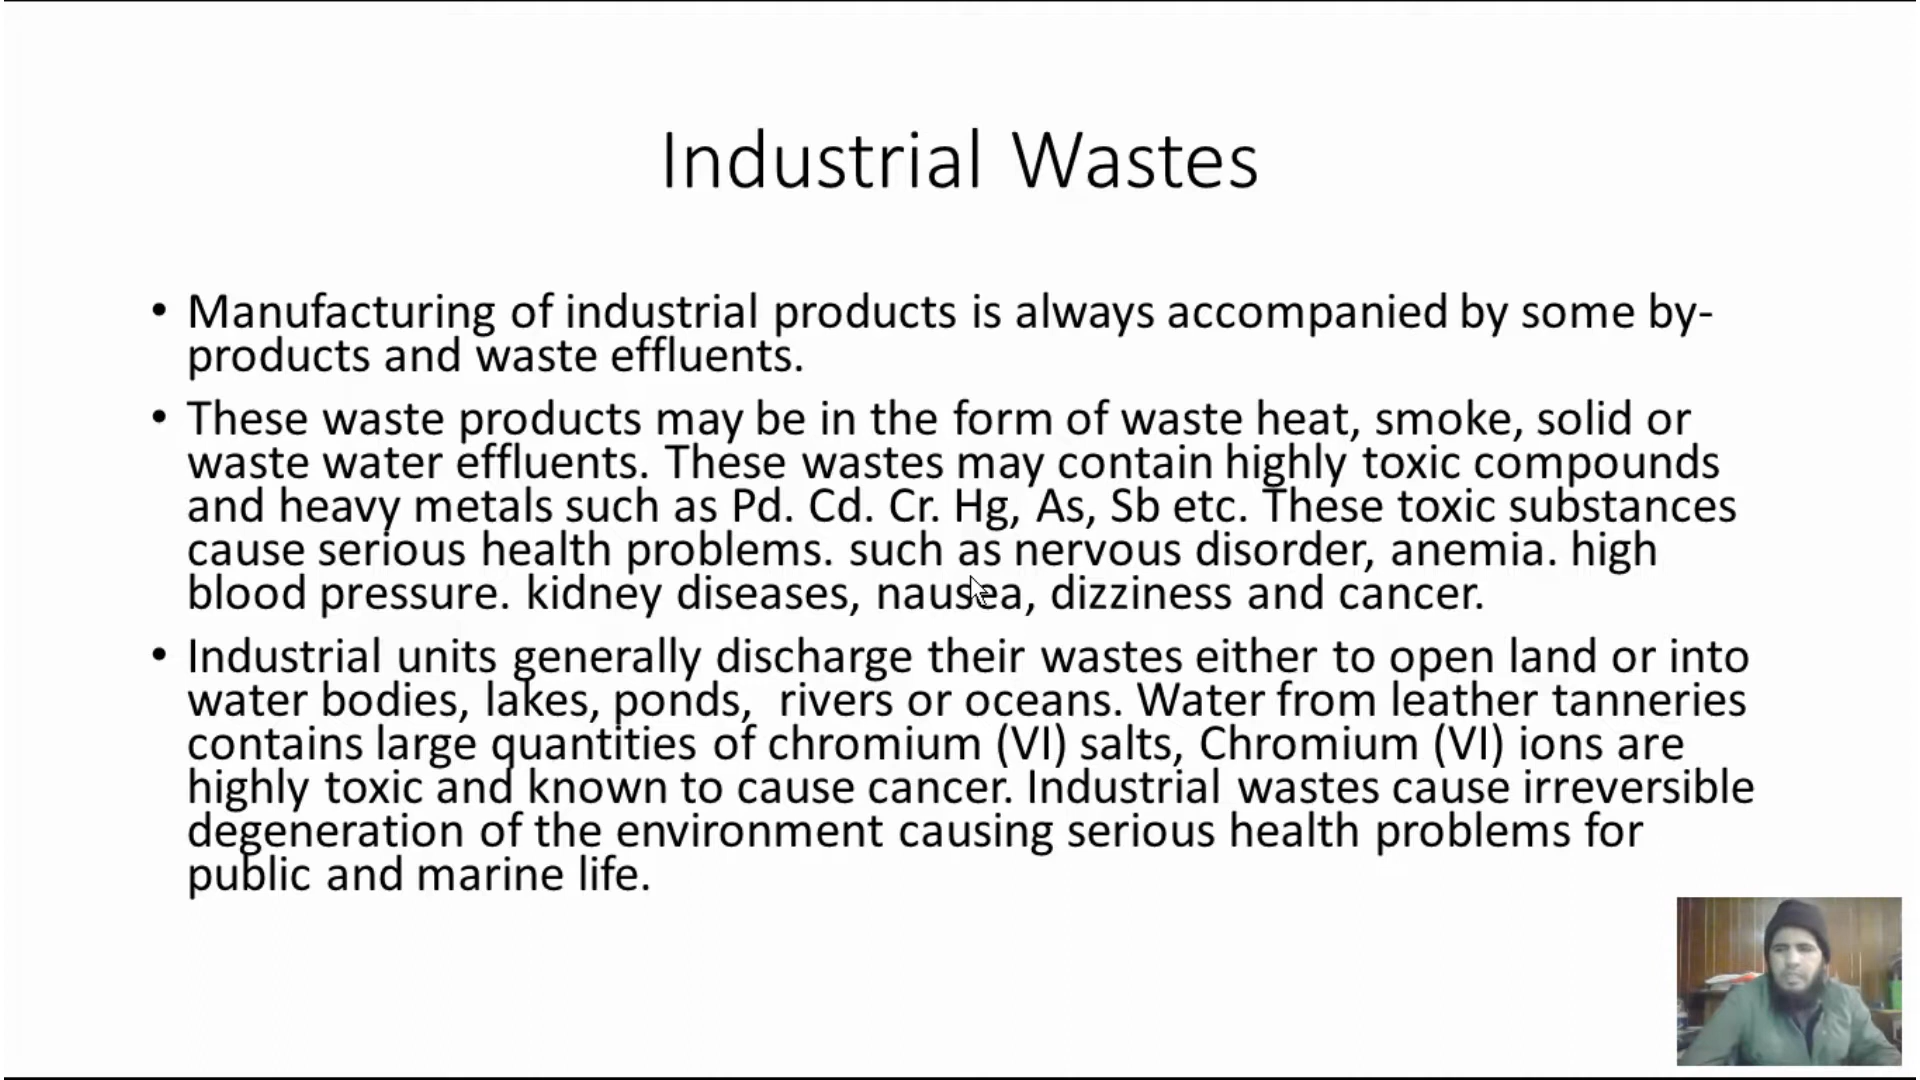 Industrial Wastes
• Manufacturing of industrial products is always accompanied by some by-
products and waste effluents.
• These waste products may be in the form of waste heat, smoke, solid or
waste water effluents. These wastes may contain highly toxic compounds
and heavy metals such as Pd. Cd. Cr. Hg, As, Sb etc. These toxic substances
cause serious health problems. such as nervous disorder, anemia. high
blood pressure. kidney diseases, nausea, dizziness and cancer.
• Industrial units generally discharge their wastes either to open land or into
water bodies, lakes, ponds,  rivers or oceans. Water from leather tanneries
contains large quantities of chromium (VI) salts, Chromium (VI) ions are
highly toxic and known to cause cancer. Industrial wastes cause irreversible
degeneration of the environment causing serious health problems for
public and marine life.